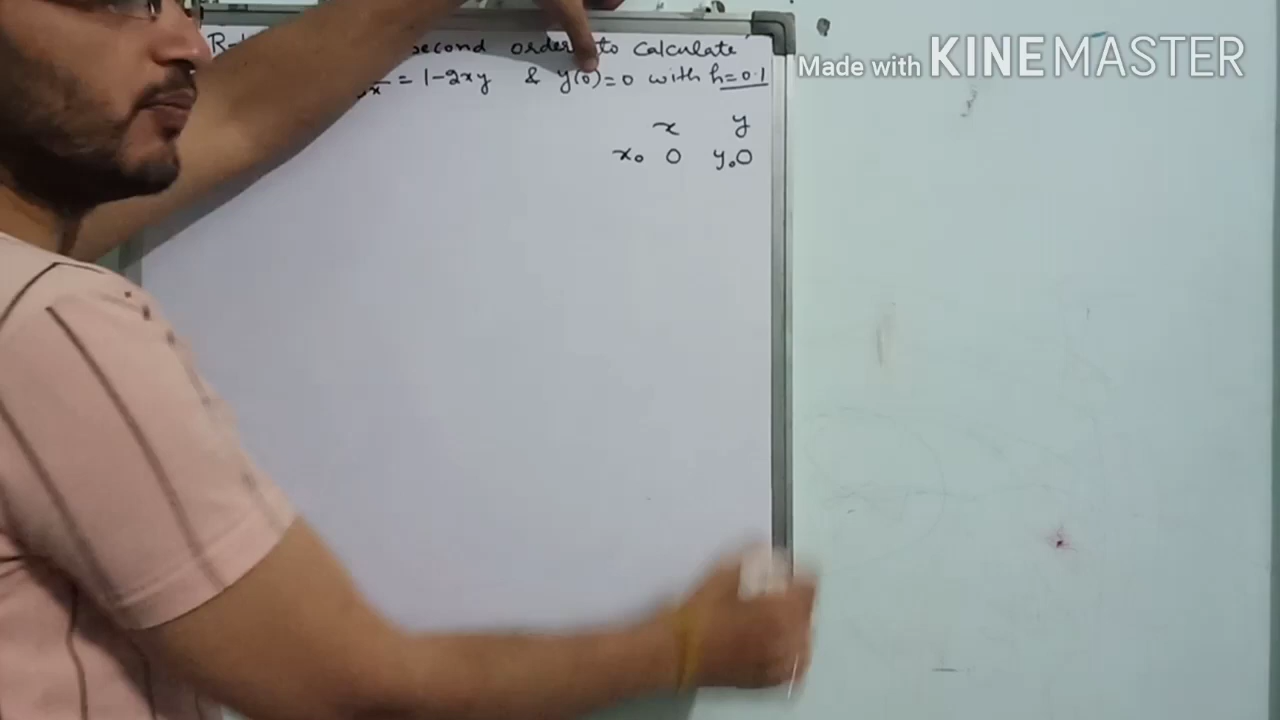 R- second order to Calculate
= 1-2xy & y(0)=0 with h=0.1
x y
x₀ 0 y₀ 0
Made with KINEMASTER